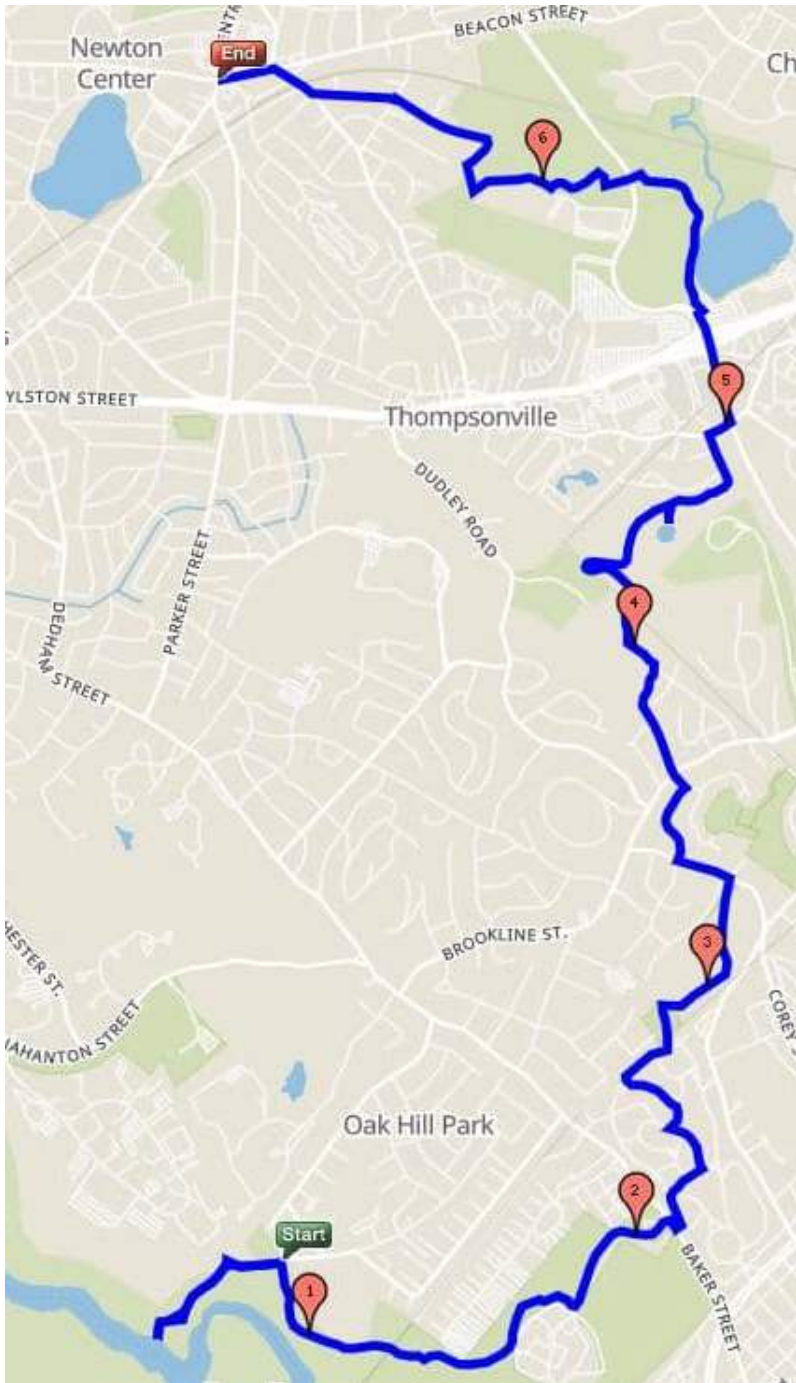 BEACON STREET
ENTR
Newton
Center
End
Ch
6
5
YLSTON STREET
Thompsonville
DUDLEY ROAD
PARKER STREET
DEDHAM STREET
4
BROOKLINE ST.
3
HESTER ST.
AHANTON STREET
COREY S
Oak Hill Park
2
Start
1
BAKER STREET